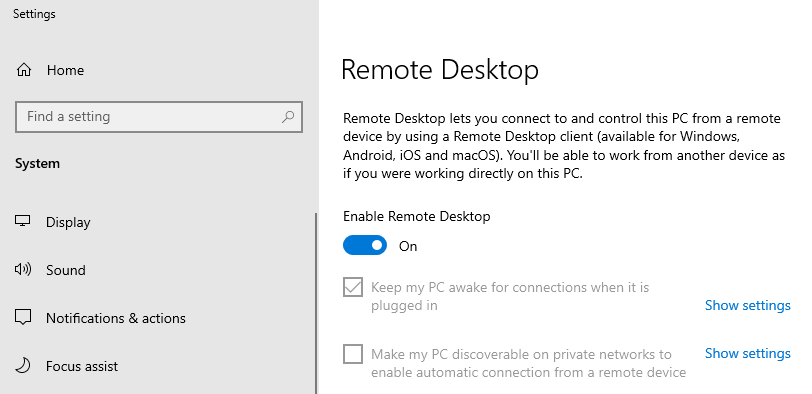 Settings
Home
Find a setting
System
Display
Sound
Notifications & actions
Focus assist
Remote Desktop
Remote Desktop lets you connect to and control this PC from a remote
device by using a Remote Desktop client (available for Windows,
Android, iOS and macOS). You'll be able to work from another device as
if you were working directly on this PC.
Enable Remote Desktop
On
Keep my PC awake for connections when it is
plugged in
Show settings
Make my PC discoverable on private networks to
enable automatic connection from a remote device
Show settings